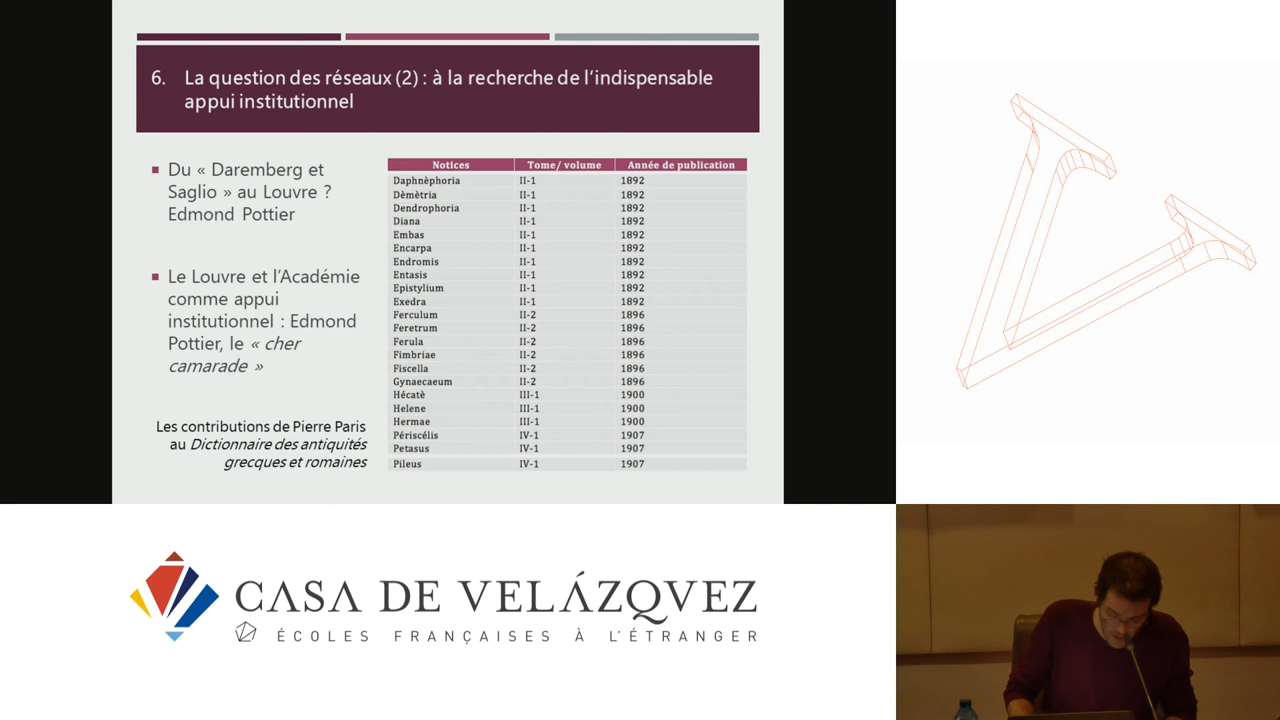 6. La question des réseaux (2) : à la recherche de l'indispensable
appui institutionnel
Du « Daremberg et
Saglio » au Louvre ?
Edmond Pottier
Le Louvre et l'Académie
comme appui
institutionnel : Edmond
Pottier, le « cher
camarade »
Les contributions de Pierre Paris
au Dictionnaire des antiquités
grecques et romaines
Notices Tome/ volume Année de publication
Daphnèphoria II-1 1892
Dèmètria II-1 1892
Dendrophoria II-1 1892
Diana II-1 1892
Embas II-1 1892
Encarpa II-1 1892
Endromis II-1 1892
Entasis II-1 1892
Epistylium II-1 1892
Exedra II-1 1892
Ferculum II-2 1896
Feretrum II-2 1896
Ferula II-2 1896
Fimbriae II-2 1896
Fiscella II-2 1896
Gynaecaeum II-2 1896
Hécatè III-1 1900
Helene III-1 1900
Hermae III-1 1900
Périscélis IV-1 1907
Petasus IV-1 1907
Pileus IV-1 1907
CASA DE VELÁZQVEZ
ÉCOLES FRANÇAISES À L'ÉTRANGER